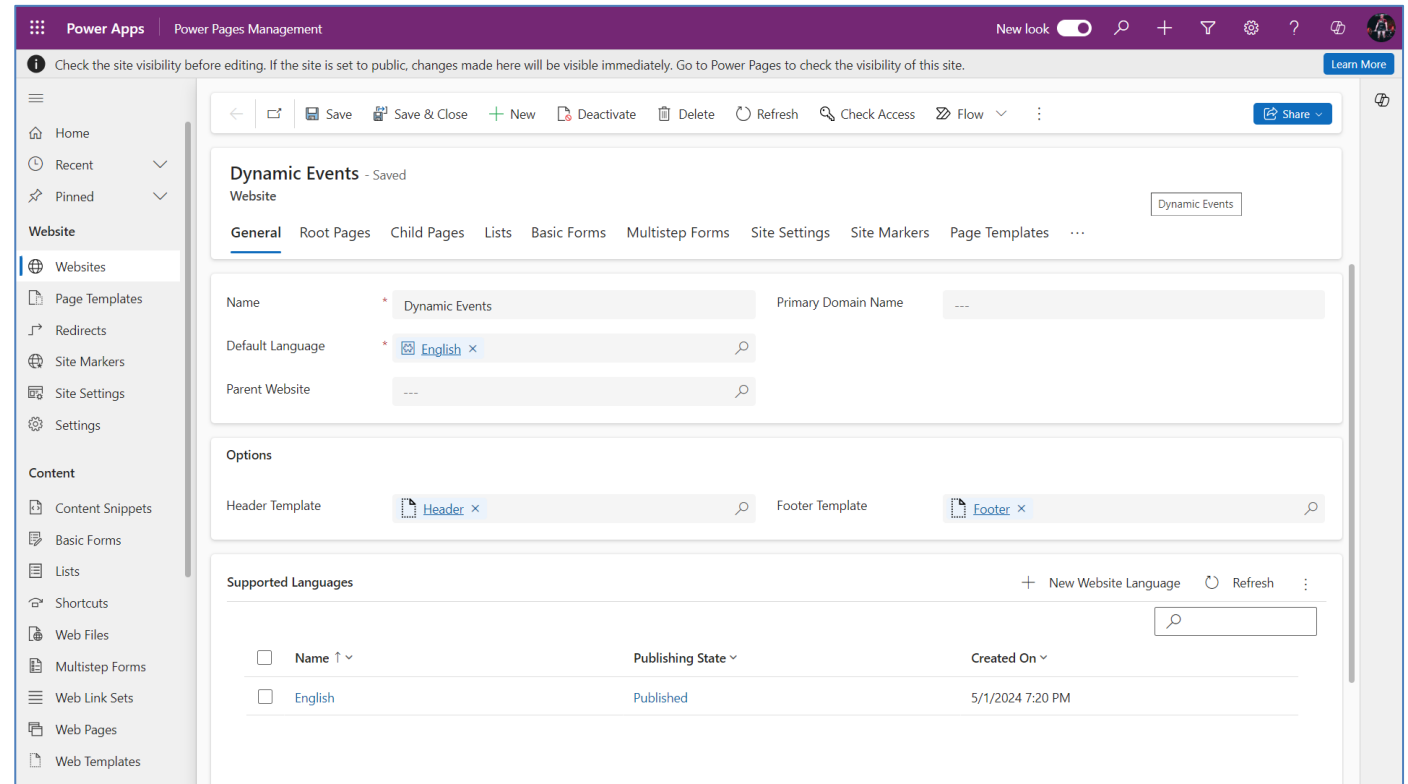 Power Apps Power Pages Management New look
Check the site visibility before editing. If the site is set to public, changes made here will be visible immediately. Go to Power Pages to check the visibility of this site. Learn More
Home
Recent
Pinned
Website
Websites
Page Templates
Redirects
Site Markers
Site Settings
Settings
Content
Content Snippets
Basic Forms
Lists
Shortcuts
Web Files
Multistep Forms
Web Link Sets
Web Pages
Web Templates
Save Save & Close New Deactivate Delete Refresh Check Access Flow Share
Dynamic Events - Saved
Website
Dynamic Events
General Root Pages Child Pages Lists Basic Forms Multistep Forms Site Settings Site Markers Page Templates ...
Name * Dynamic Events Primary Domain Name ---
Default Language * English
Parent Website ---
Options
Header Template Header Footer Template Footer
Supported Languages New Website Language Refresh
Name Publishing State Created On
English Published 5/1/2024 7:20 PM